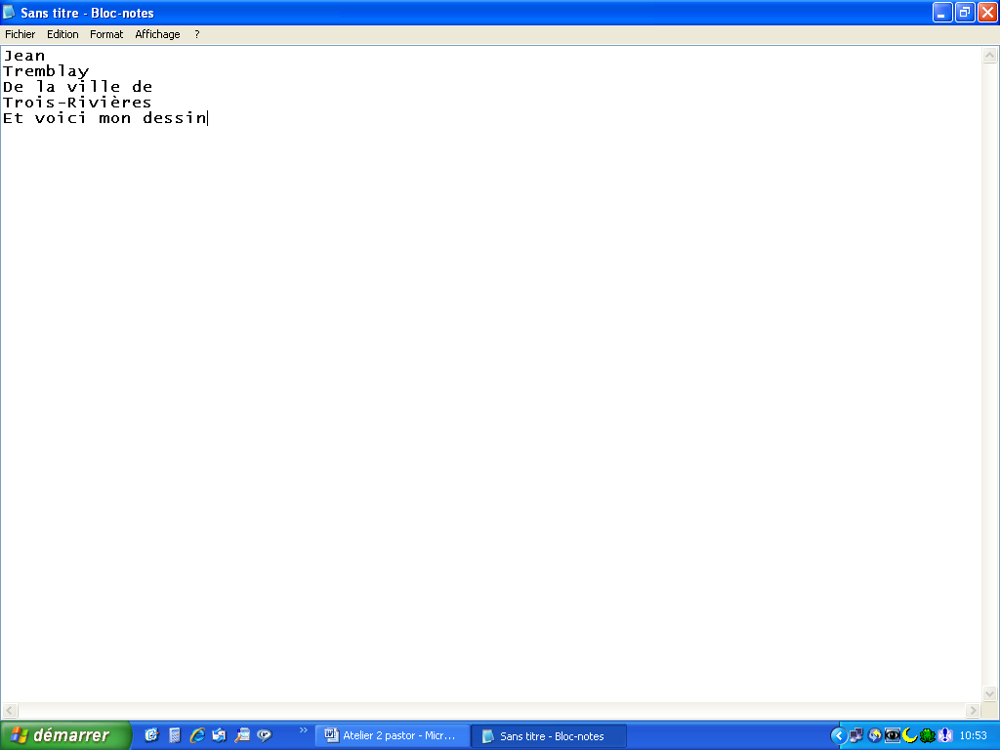 Sans titre - Bloc-notes
Fichier Edition Format Affichage ?
Jean
Tremblay
De la ville de
Trois-Rivières
Et voici mon dessin
démarrer
Atelier 2 pastor - Micr...
Sans titre - Bloc-notes
10:53